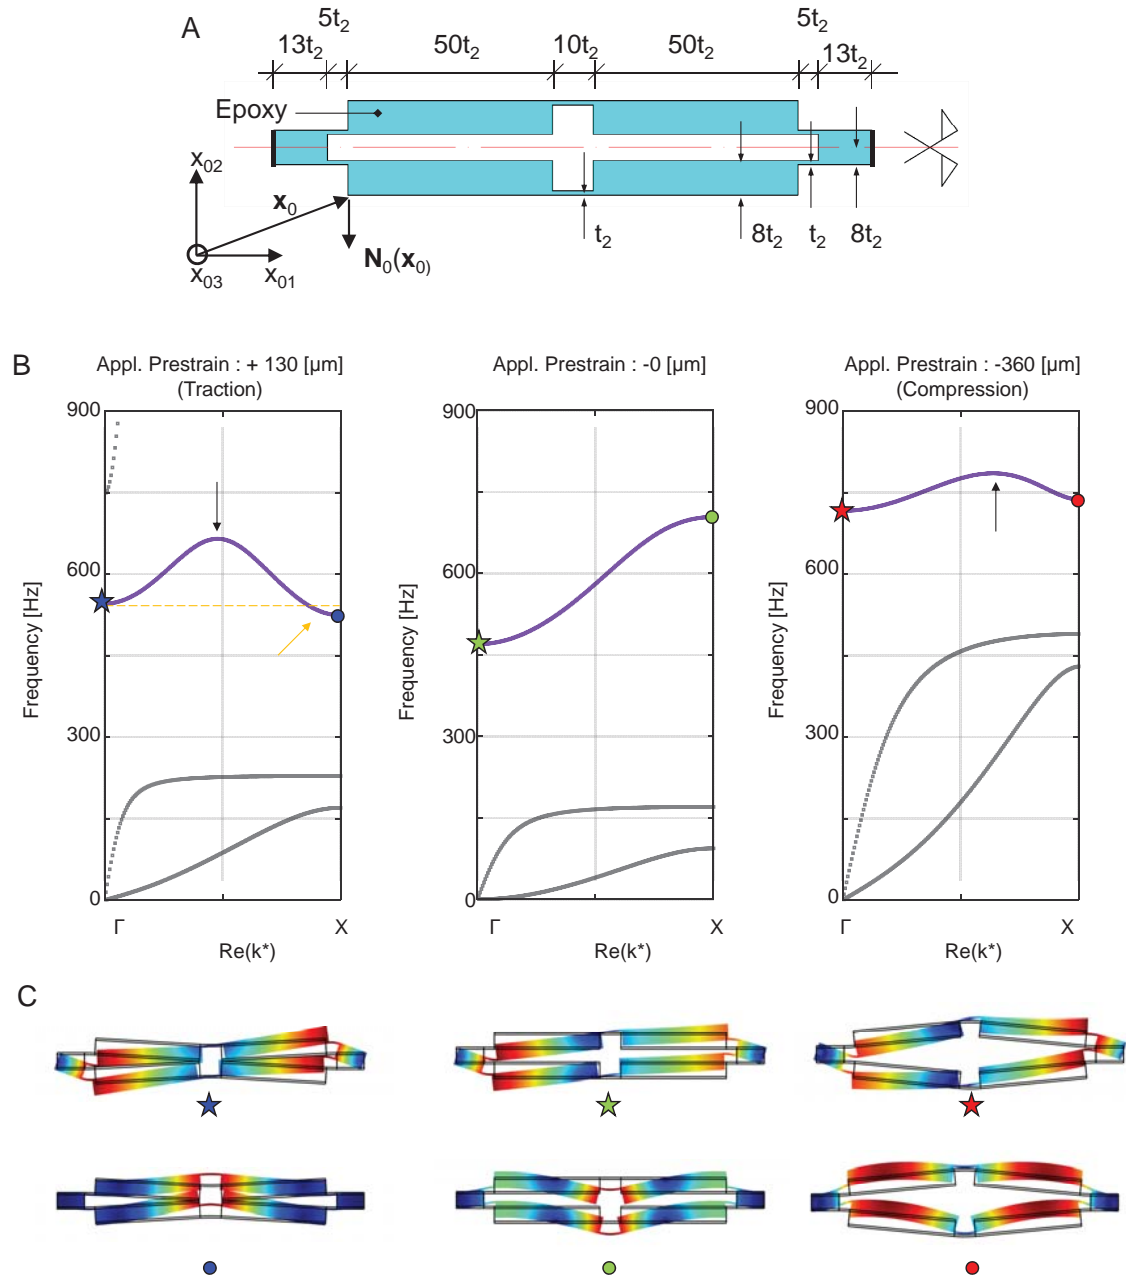 A
5t₂ 5t₂
13t₂ 50t₂ 10t₂ 50t₂ 13t₂
Epoxy
x₀₂
x₀
t₂ 8t₂ t₂ 8t₂
x₀₃ x₀₁ N₀(x₀)
B
Appl. Prestrain : + 130 [µm]
(Traction)
Appl. Prestrain : -0 [µm]
Appl. Prestrain : -360 [µm]
(Compression)
900
600
300
0
Frequency [Hz]
Γ X
Re(k*)
900
600
300
0
Frequency [Hz]
Γ X
Re(k*)
900
600
300
0
Frequency [Hz]
Γ X
Re(k*)
C